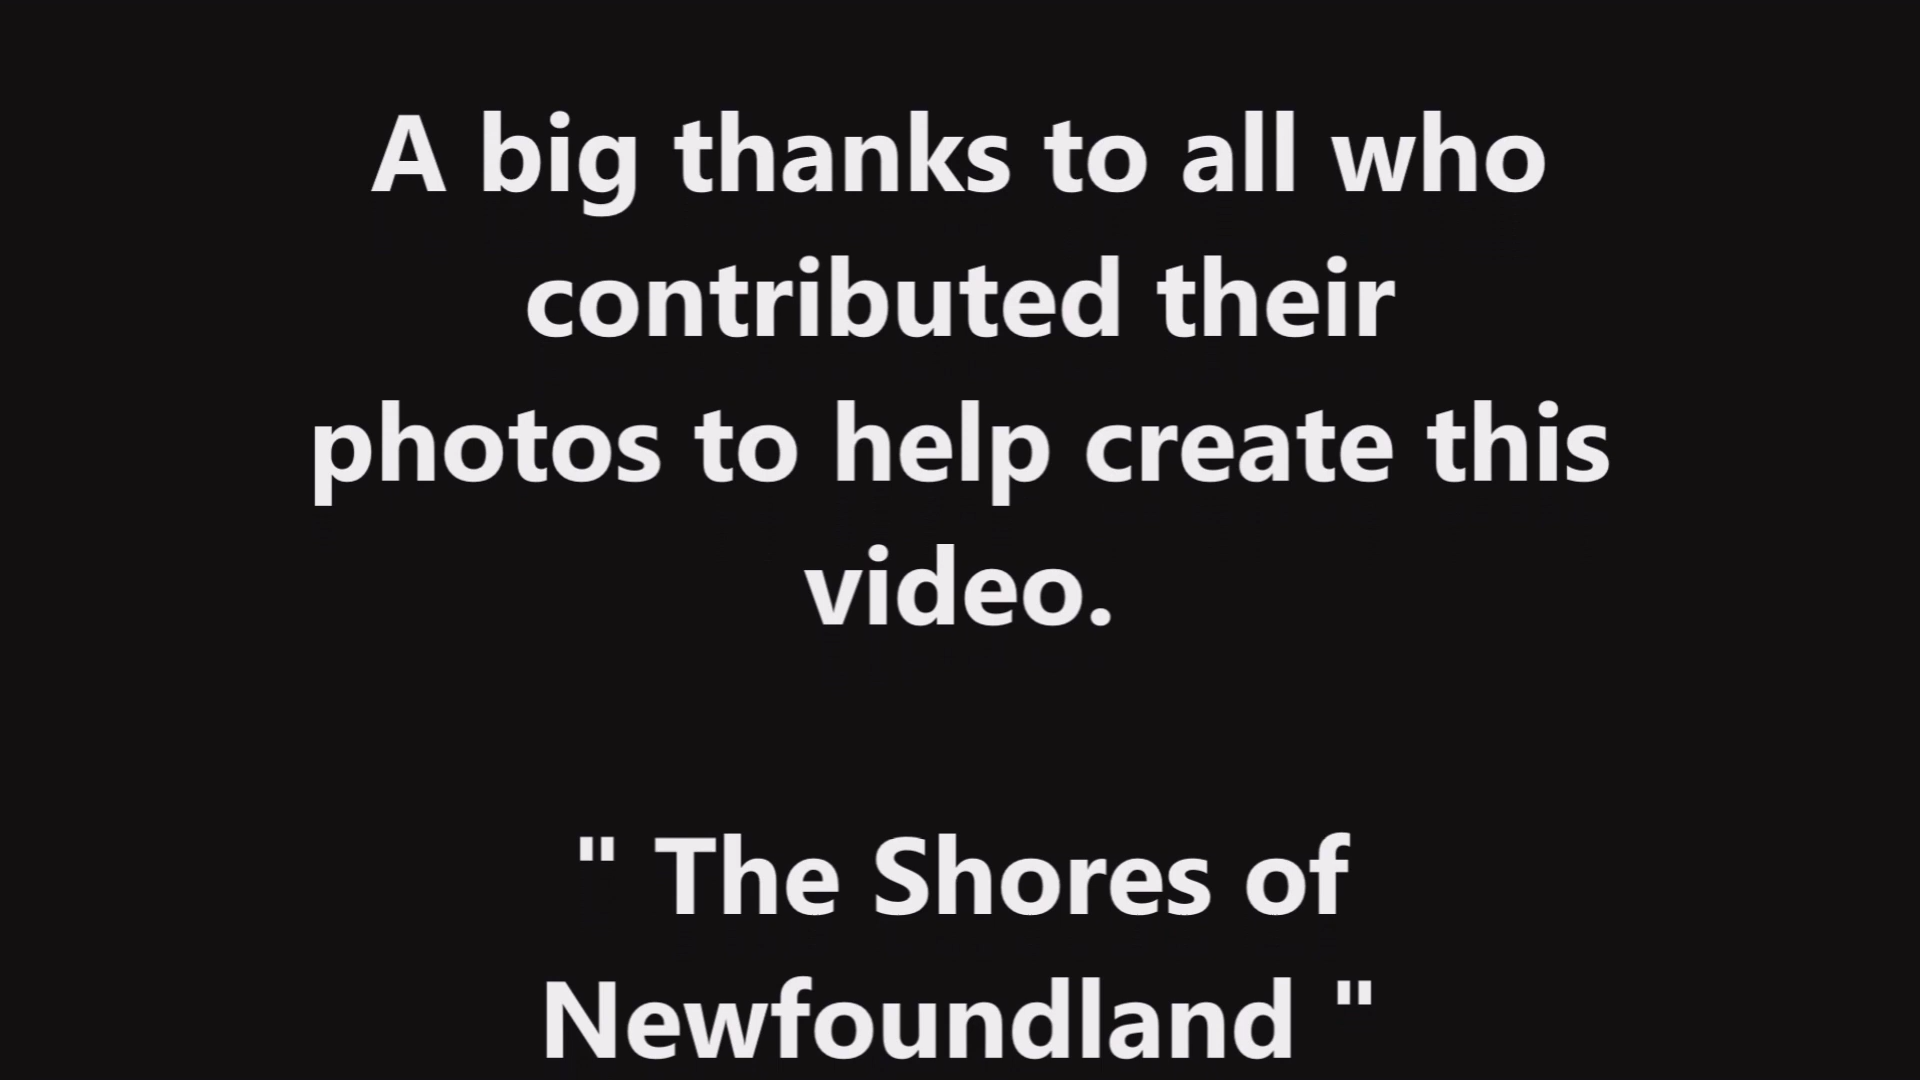 A big thanks to all who
contributed their
photos to help create this
video.
" The Shores of
Newfoundland "